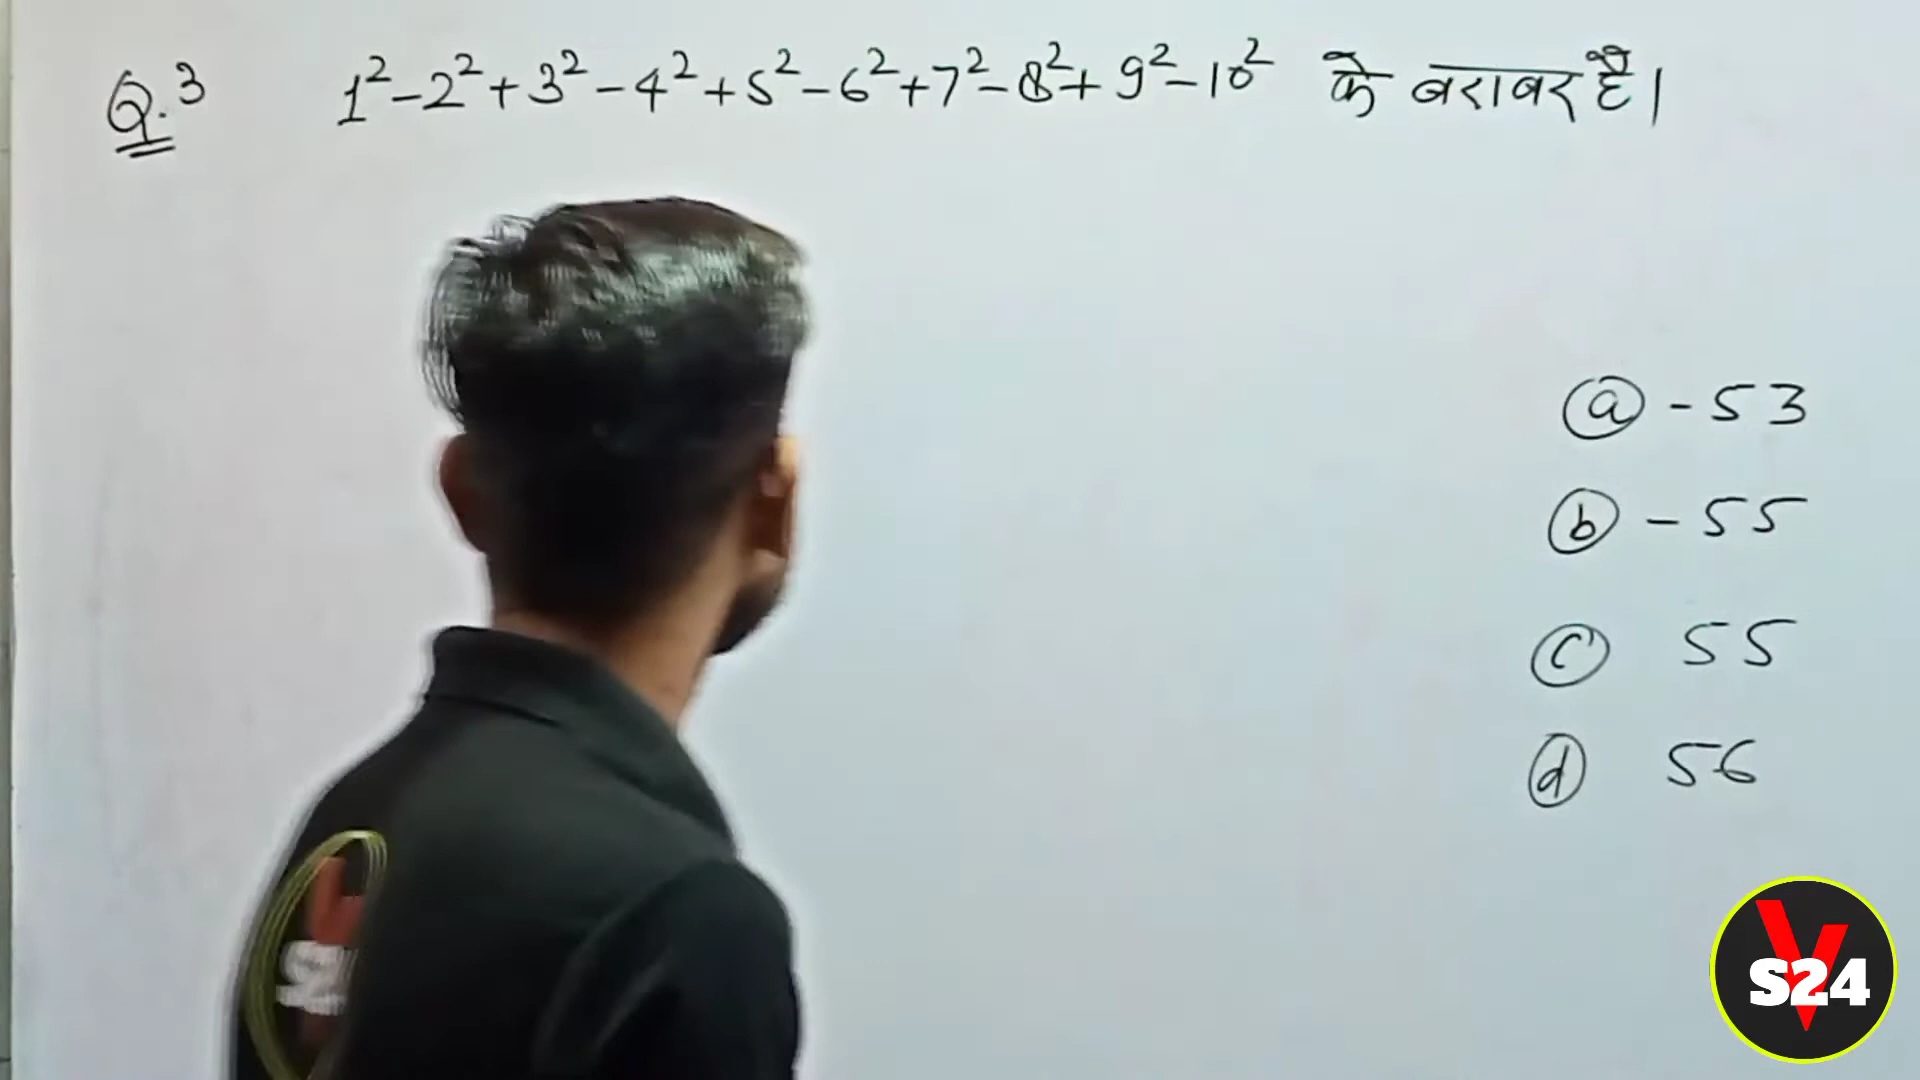 Q.3 1²-2²+3²-4²+5²-6²+7²-8²+9²-10² के बराबर है।
ⓐ -53
ⓑ -55
ⓒ 55
ⓓ 56
V
S24